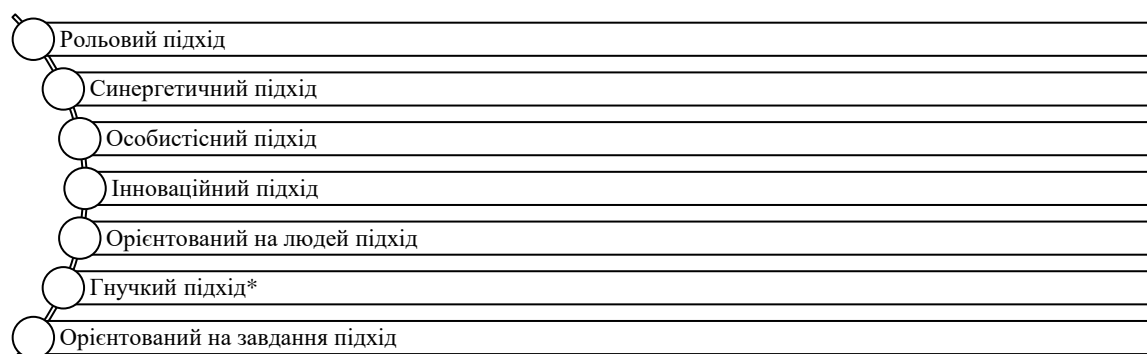 Рольовий підхід
Синергетичний підхід
Особистісний підхід
Інноваційний підхід
Орієнтований на людей підхід
Гнучкий підхід*
Орієнтований на завдання підхід